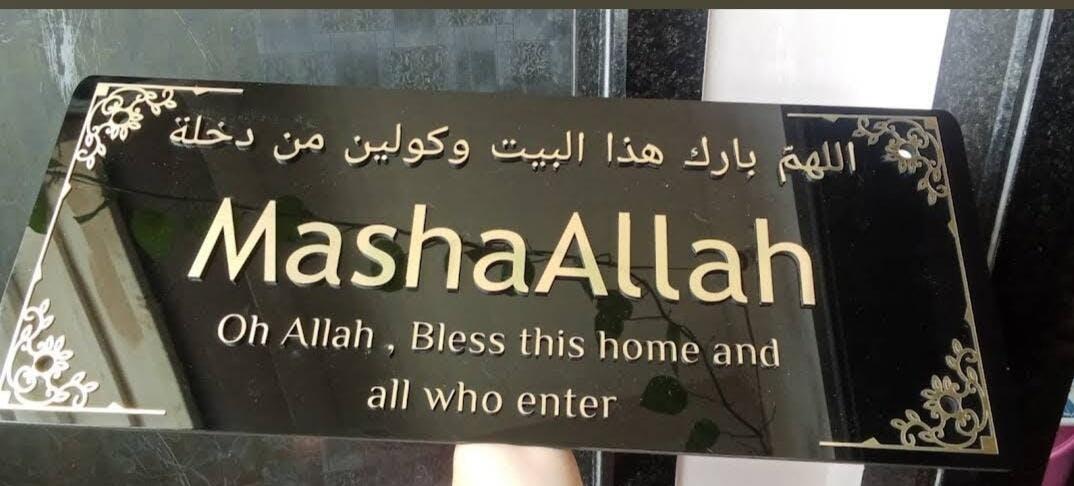 اللهمّ بارك هذا البيت وكولين من دخلة
MashaAllah
Oh Allah , Bless this home and
all who enter